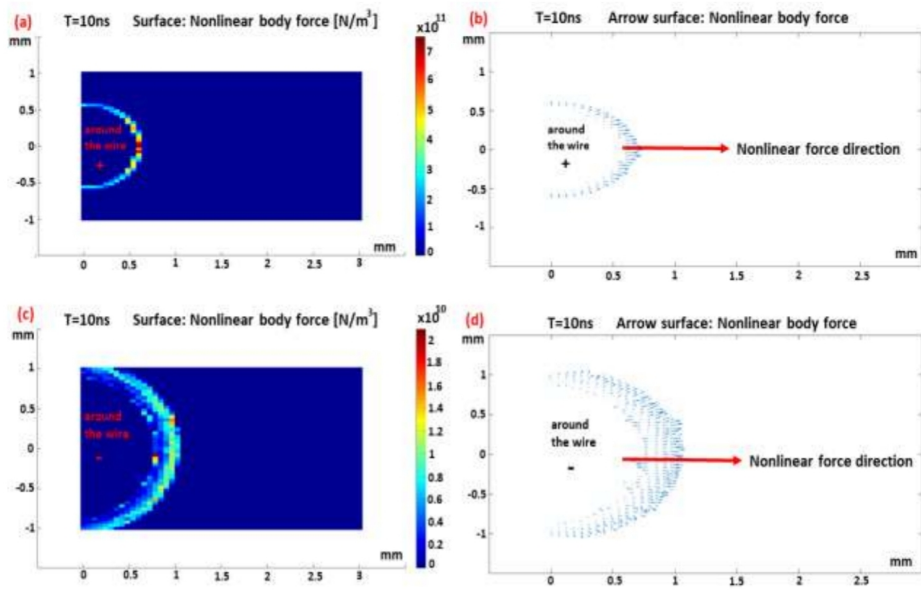 (a) T=10ns Surface: Nonlinear body force [N/m³]
x10¹¹
mm
7
6
5
4
3
2
1
0
1
0.5
0
-0.5
-1
around
the wire
+
mm
0 0.5 1 1.5 2 2.5 3
(b) T=10ns Arrow surface: Nonlinear body force
mm
1
0.5
0
-0.5
-1
around
the wire
+
Nonlinear force direction
mm
0 0.5 1 1.5 2 2.5
(c) T=10ns Surface: Nonlinear body force [N/m³]
x10¹⁰
mm
2
1.8
1.6
1.4
1.2
1
0.8
0.6
0.4
0.2
0
1
0.5
0
-0.5
-1
around
the wire
-
mm
0 0.5 1 1.5 2 2.5 3
(d) T=10ns Arrow surface: Nonlinear body force
mm
1
0.5
0
-0.5
-1
around
the wire
-
Nonlinear force direction
mm
0 0.5 1 1.5 2 2.5